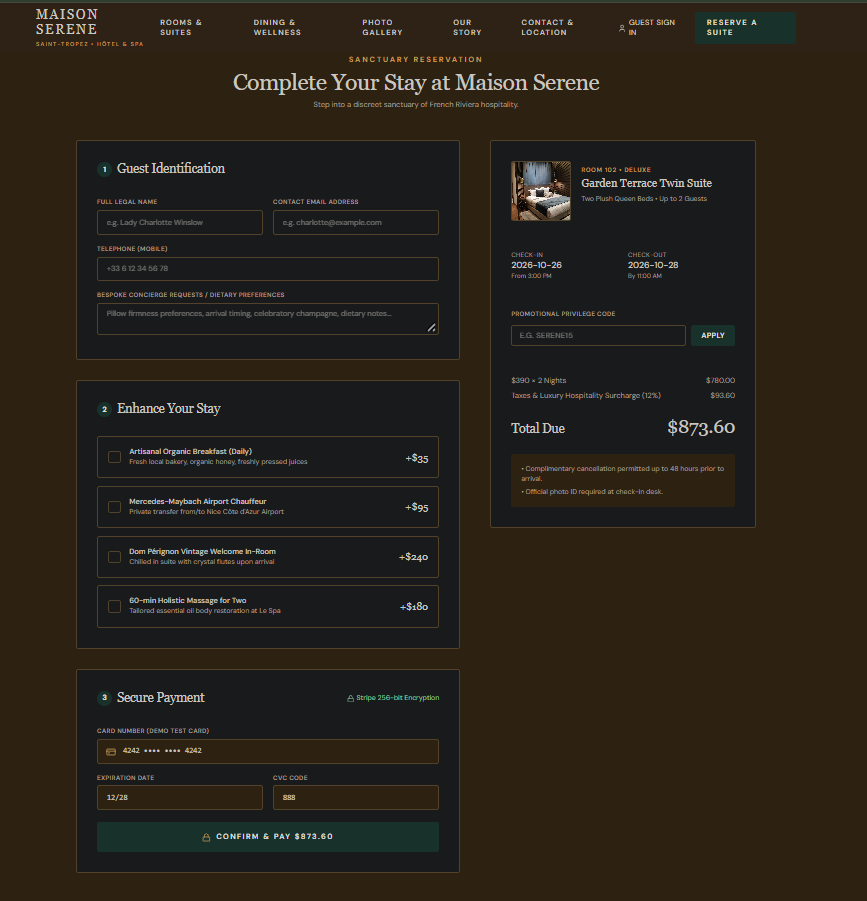 MAISON
SERENE
SAINT-TROPEZ • HÔTEL & SPA
ROOMS &
SUITES
DINING &
WELLNESS
PHOTO
GALLERY
OUR
STORY
CONTACT &
LOCATION
GUEST SIGN
IN
RESERVE A
SUITE
SANCTUARY RESERVATION
Complete Your Stay at Maison Serene
Step into a discreet sanctuary of French Riviera hospitality.
1 Guest Identification
FULL LEGAL NAME
e.g. Lady Charlotte Winslow
CONTACT EMAIL ADDRESS
e.g. charlotte@example.com
TELEPHONE (MOBILE)
+33 6 12 34 56 78
BESPOKE CONCIERGE REQUESTS / DIETARY PREFERENCES
Pillow firmness preferences, arrival timing, celebratory champagne, dietary notes...
2 Enhance Your Stay
Artisanal Organic Breakfast (Daily)
Fresh local bakery, organic honey, freshly pressed juices
+$35
Mercedes-Maybach Airport Chauffeur
Private transfer from/to Nice Côte d'Azur Airport
+$95
Dom Pérignon Vintage Welcome In-Room
Chilled in suite with crystal flutes upon arrival
+$240
60-min Holistic Massage for Two
Tailored essential oil body restoration at Le Spa
+$180
3 Secure Payment
Stripe 256-bit Encryption
CARD NUMBER (DEMO TEST CARD)
4242 •••• •••• 4242
EXPIRATION DATE
12/28
CVC CODE
888
CONFIRM & PAY $873.60
ROOM 102 • DELUXE
Garden Terrace Twin Suite
Two Plush Queen Beds • Up to 2 Guests
CHECK-IN
2026-10-26
From 3:00 PM
CHECK-OUT
2026-10-28
By 11:00 AM
PROMOTIONAL PRIVILEGE CODE
E.G. SERENE15
APPLY
$390 × 2 Nights
$780.00
Taxes & Luxury Hospitality Surcharge (12%)
$93.60
Total Due
$873.60
• Complimentary cancellation permitted up to 48 hours prior to
arrival.
• Official photo ID required at check-in desk.